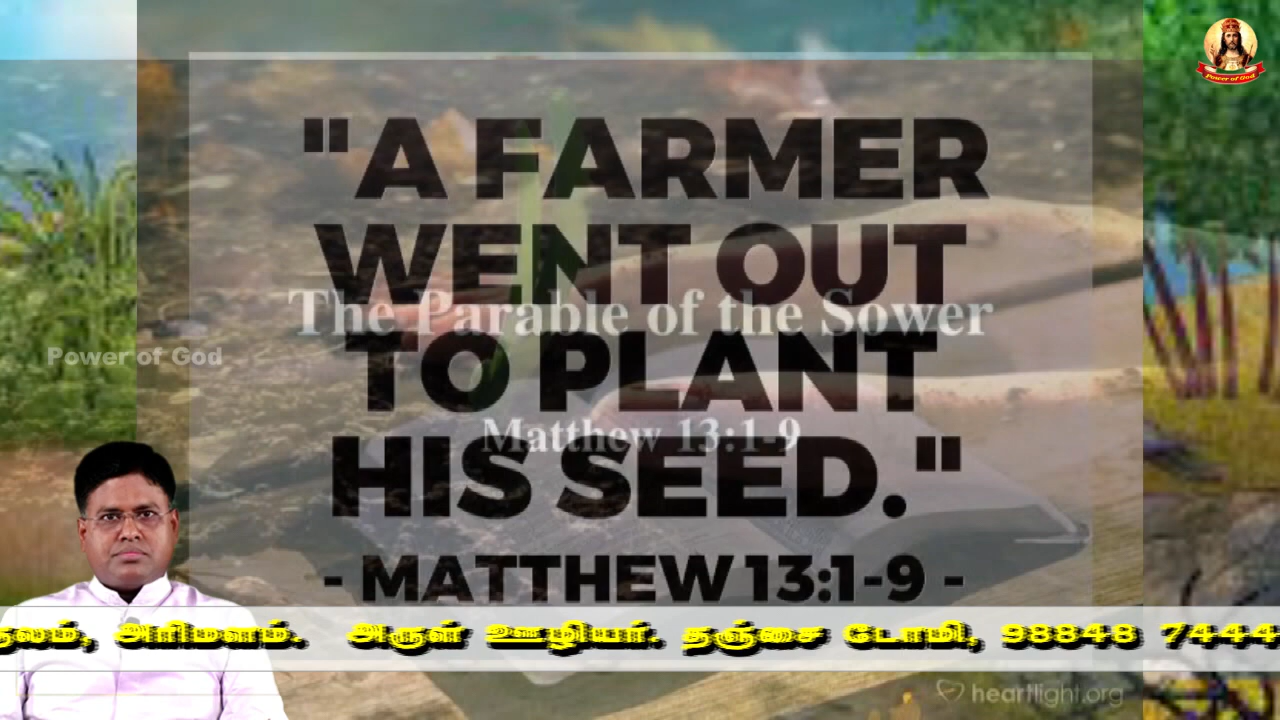 Power of God
"A FARMER
WENT OUT
The Parable of the Sower
TO PLANT
Power of God
Matthew 13:1-9
HIS SEED."
- MATTHEW 13:1-9 -
அரிமளம். அருள் ஊழியர். தஞ்சை டோமி, 98848 7444
heartlight.org